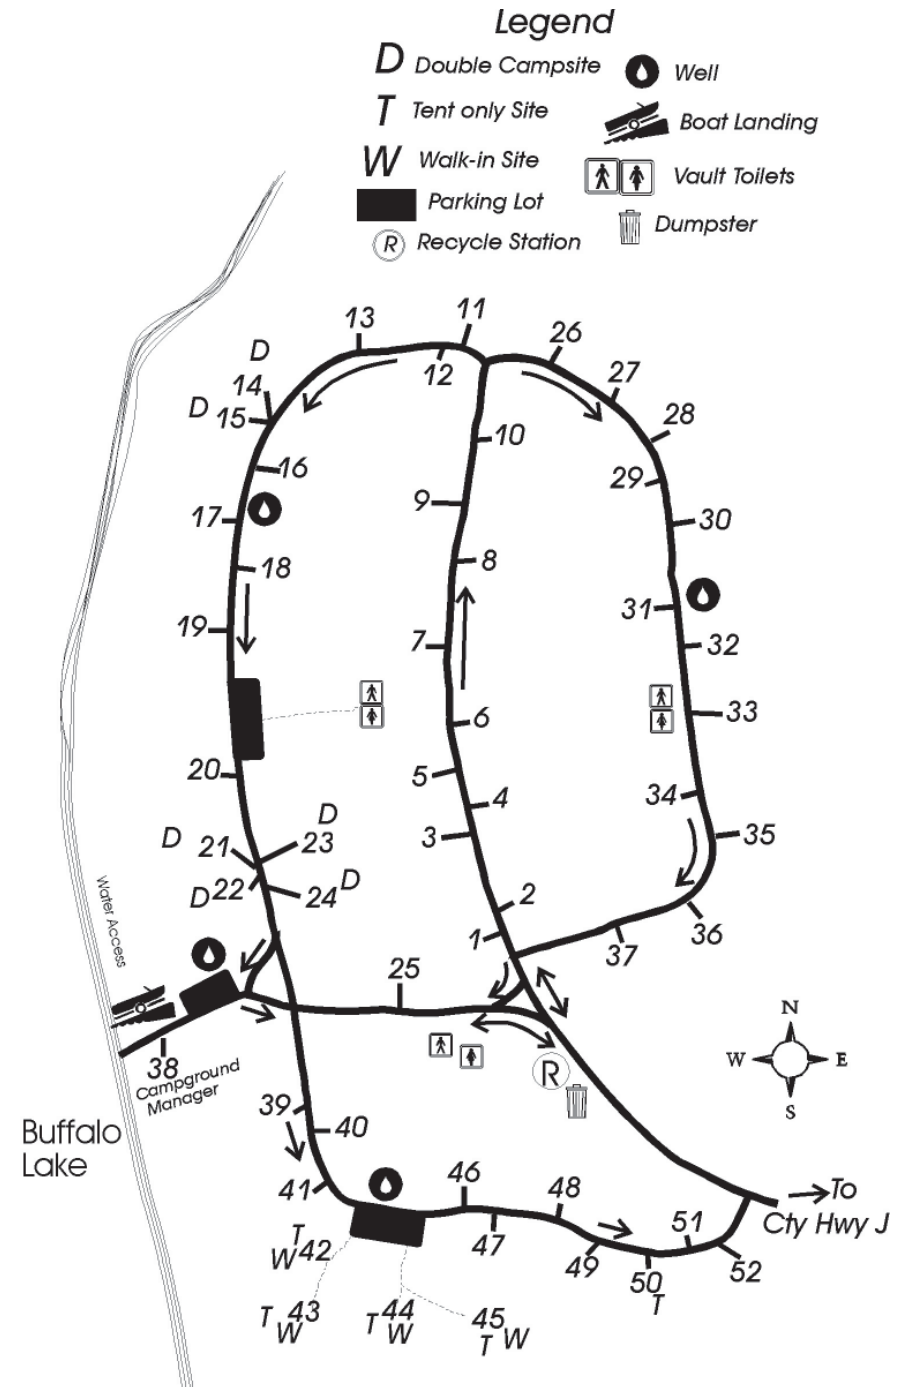 Legend
D Double Campsite
Well
T Tent only Site
Boat Landing
W Walk-in Site
Vault Toilets
Parking Lot
Dumpster
R Recycle Station
11
13
26
D
12
27
14
D 15
28
10
16
29
9
17
30
8
18
31
19
7
32
6
33
20
5
34
4
D
3
35
D 21
23
D 22
24 D
2
Water Access
1
36
37
25
N
W E
S
38
Campground
Manager
R
39
40
Buffalo
Lake
41
46
48
To
Cty Hwy J
51
T
W 42
47
49
50
T
52
T 43
W
T 44
W
45
T W